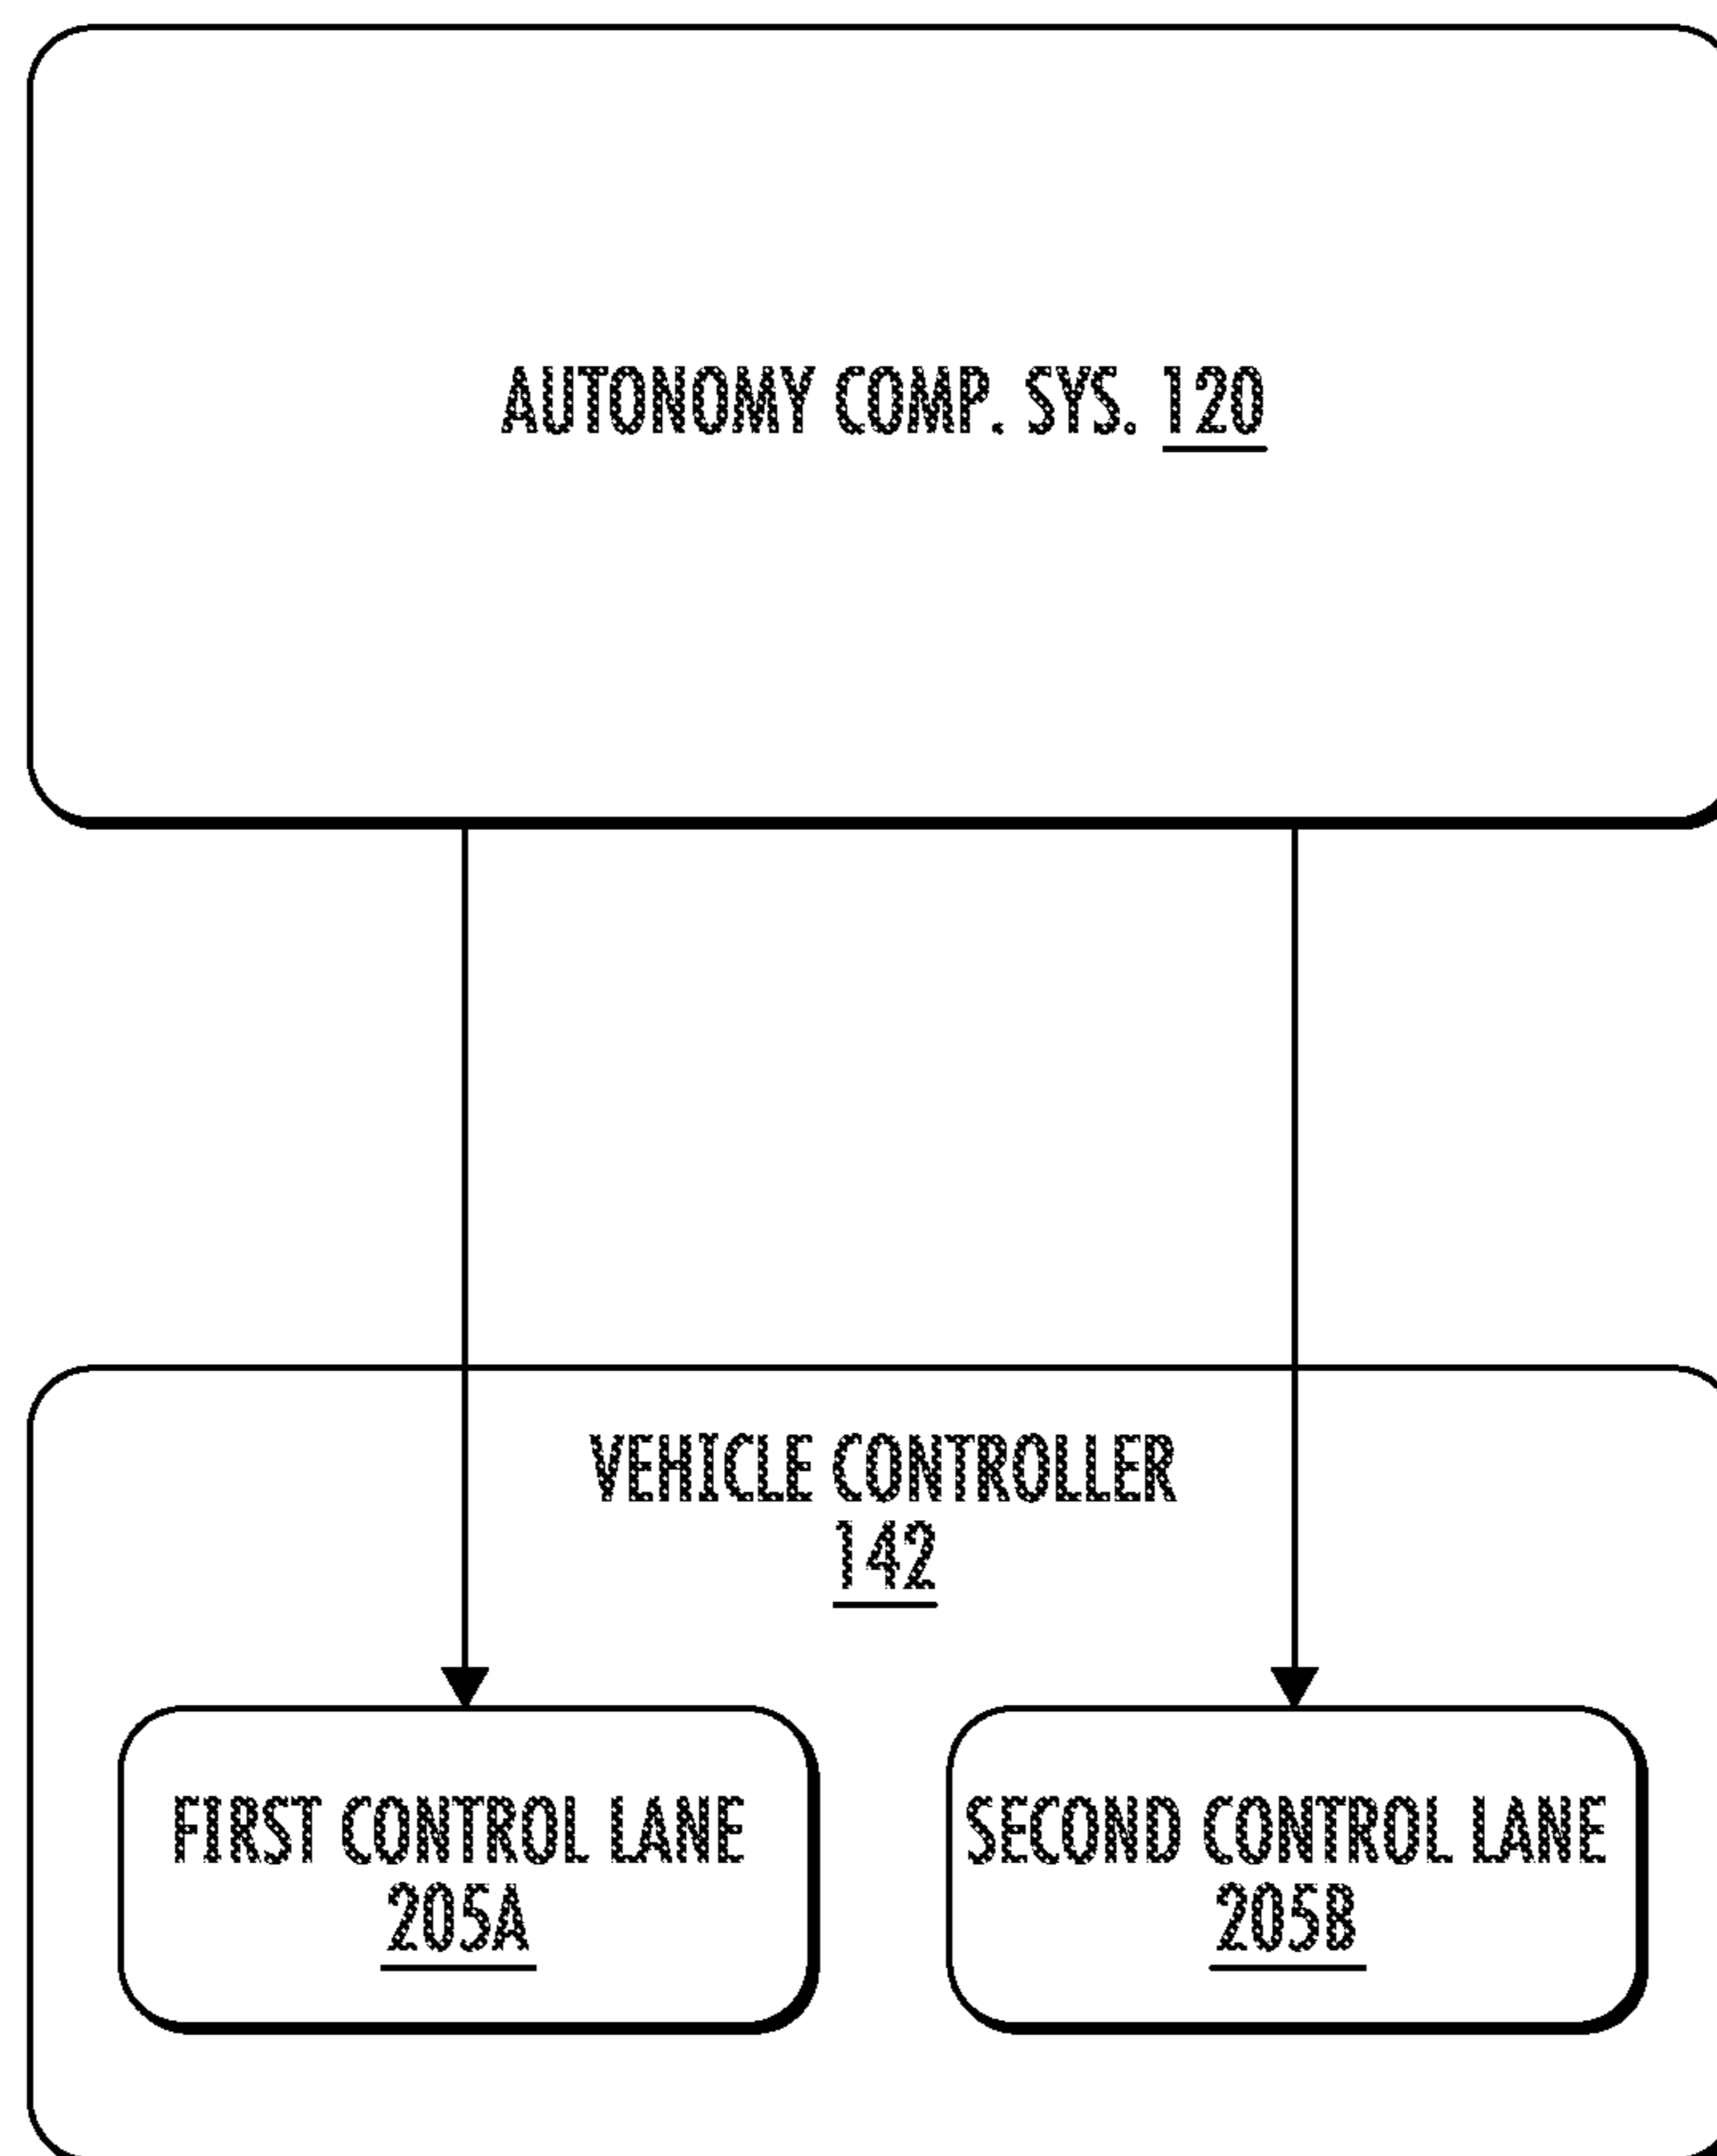 AUTONOMY COMP. SYS. 120
VEHICLE CONTROLLER
142
FIRST CONTROL LANE
205A
SECOND CONTROL LANE
205B